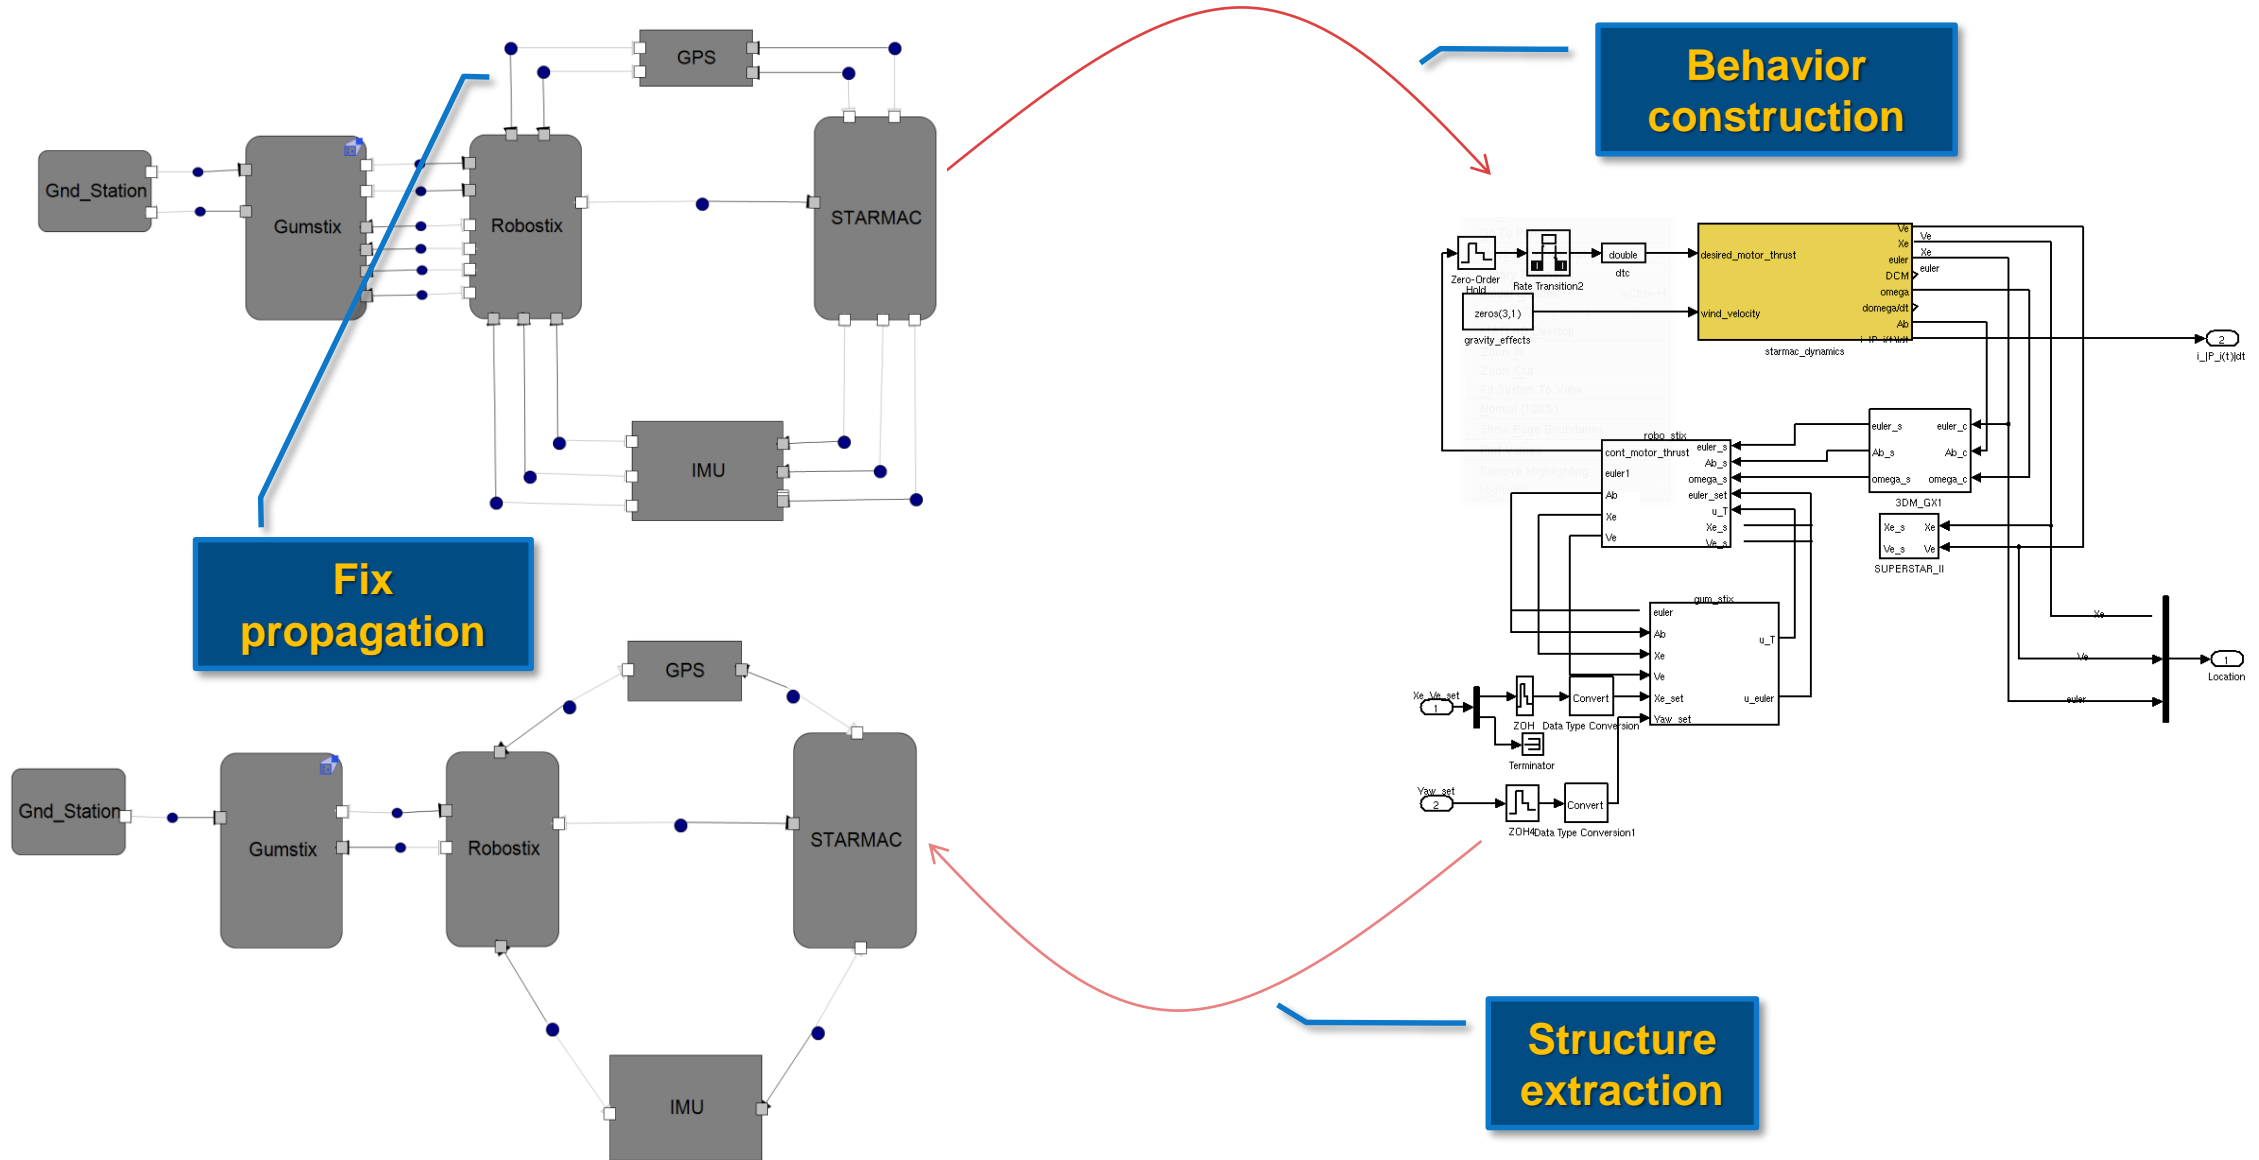 GPS
Gnd_Station
Gumstix
Robostix
STARMAC
IMU
Fix
propagation
GPS
Gnd_Station
Gumstix
Robostix
STARMAC
IMU
Behavior
construction
Zero-Order
Hold
Rate Transition2
double
dtc
zeros(3,1)
gravity_effects
desired_motor_thrust
wind_velocity
Ve
Xe
euler
DCM
omega
domega/dt
Ab
starmac_dynamics
Ve
Xe
euler
2
i_|P_i(t)|dt
robo_stix
cont_motor_thrust
euler1
Ab
Xe
Ve
euler_s
Ab_s
omega_s
euler_set
u_T
Xe_s
Ve_s
euler_s
Ab_s
omega_s
euler_c
Ab_c
omega_c
3DM_GX1
Xe_s
Ve_s
Xe
Ve
SUPERSTAR_II
gum_stix
euler
Ab
Xe
Ve
Xe_set
Yaw_set
u_T
u_euler
Xe_Ve_set
1
ZOH
Convert
Data Type Conversion
Terminator
Yaw_set
2
ZOH4
Convert
Data Type Conversion1
Xe
Ve
euler
1
Location
Structure
extraction